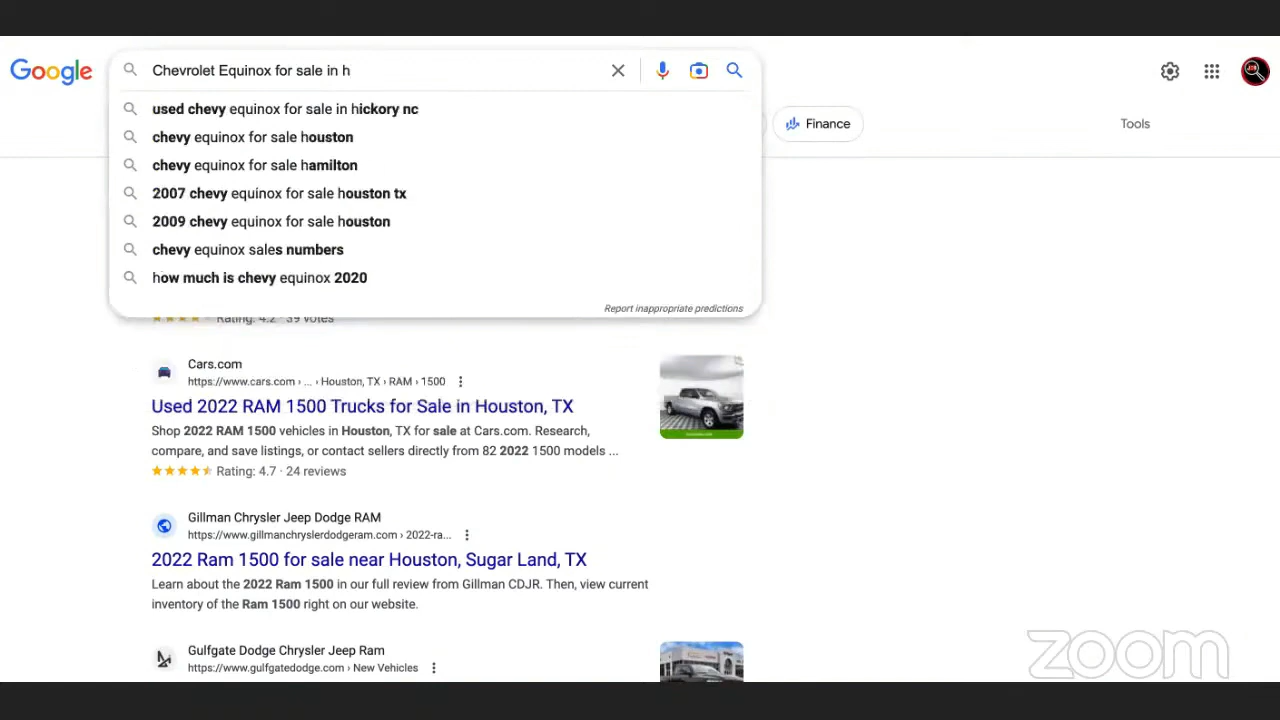 Google
Chevrolet Equinox for sale in h
used chevy equinox for sale in hickory nc
chevy equinox for sale houston
chevy equinox for sale hamilton
2007 chevy equinox for sale houston tx
2009 chevy equinox for sale houston
chevy equinox sales numbers
how much is chevy equinox 2020
Report inappropriate predictions
Finance
Tools
Rating: 4.2 · 39 votes
Cars.com
https://www.cars.com › ... › Houston, TX › RAM › 1500
Used 2022 RAM 1500 Trucks for Sale in Houston, TX
Shop 2022 RAM 1500 vehicles in Houston, TX for sale at Cars.com. Research,
compare, and save listings, or contact sellers directly from 82 2022 1500 models ...
Rating: 4.7 · 24 reviews
Gillman Chrysler Jeep Dodge RAM
https://www.gillmanchryslerdodgeram.com › 2022-ra...
2022 Ram 1500 for sale near Houston, Sugar Land, TX
Learn about the 2022 Ram 1500 in our full review from Gillman CDJR. Then, view current
inventory of the Ram 1500 right on our website.
Gulfgate Dodge Chrysler Jeep Ram
https://www.gulfgatedodge.com › New Vehicles
zoom